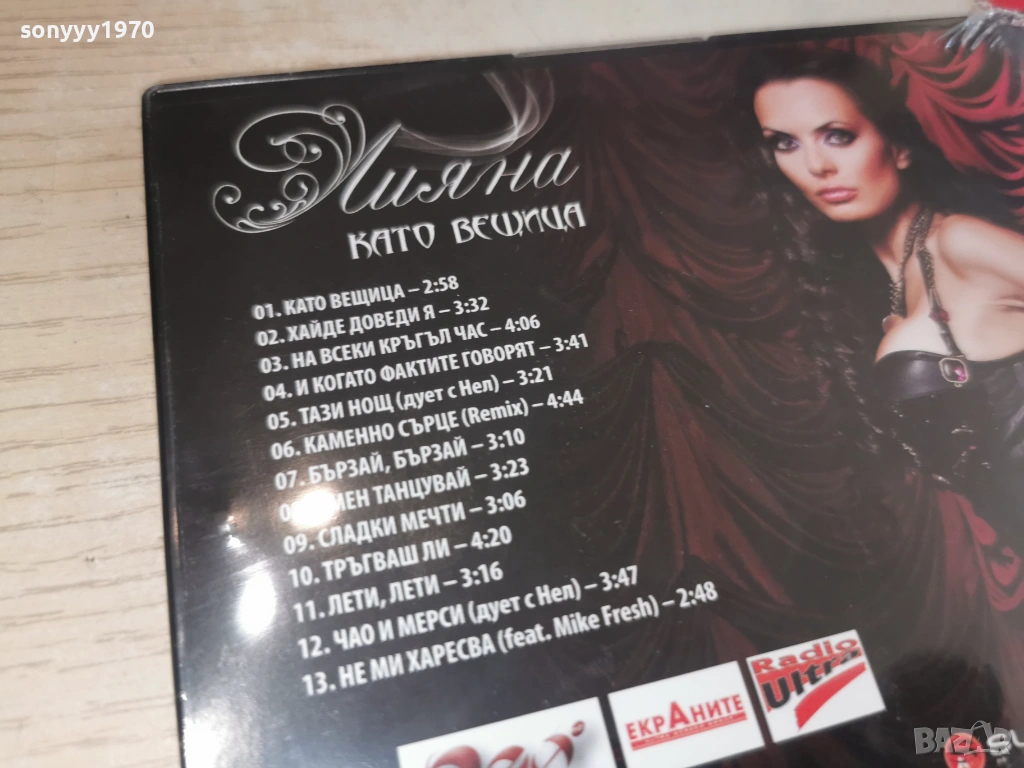 sonyyy1970
Лияна
КАТО ВЕЩИЦА
01. КАТО ВЕЩИЦА – 2:58
02. ХАЙДЕ ДОВЕДИ Я – 3:32
03. НА ВСЕКИ КРЪГЪЛ ЧАС – 4:06
04. И КОГАТО ФАКТИТЕ ГОВОРЯТ – 3:41
05. ТАЗИ НОЩ (дует с Нел) – 3:21
06. КАМЕННО СЪРЦЕ (Remix) – 4:44
07. БЪРЗАЙ, БЪРЗАЙ – 3:10
ТАНЦУВАЙ – 3:23
09. СЛАДКИ МЕЧТИ – 3:06
10. ТРЪГВАШ ЛИ – 4:20
11. ЛЕТИ, ЛЕТИ – 3:16
12. ЧАО И МЕРСИ (дует с Нел) – 3:47
13. НЕ МИ ХАРЕСВА (feat. Mike Fresh) – 2:48
Radio
Ultra
ЕКРАНИТЕ